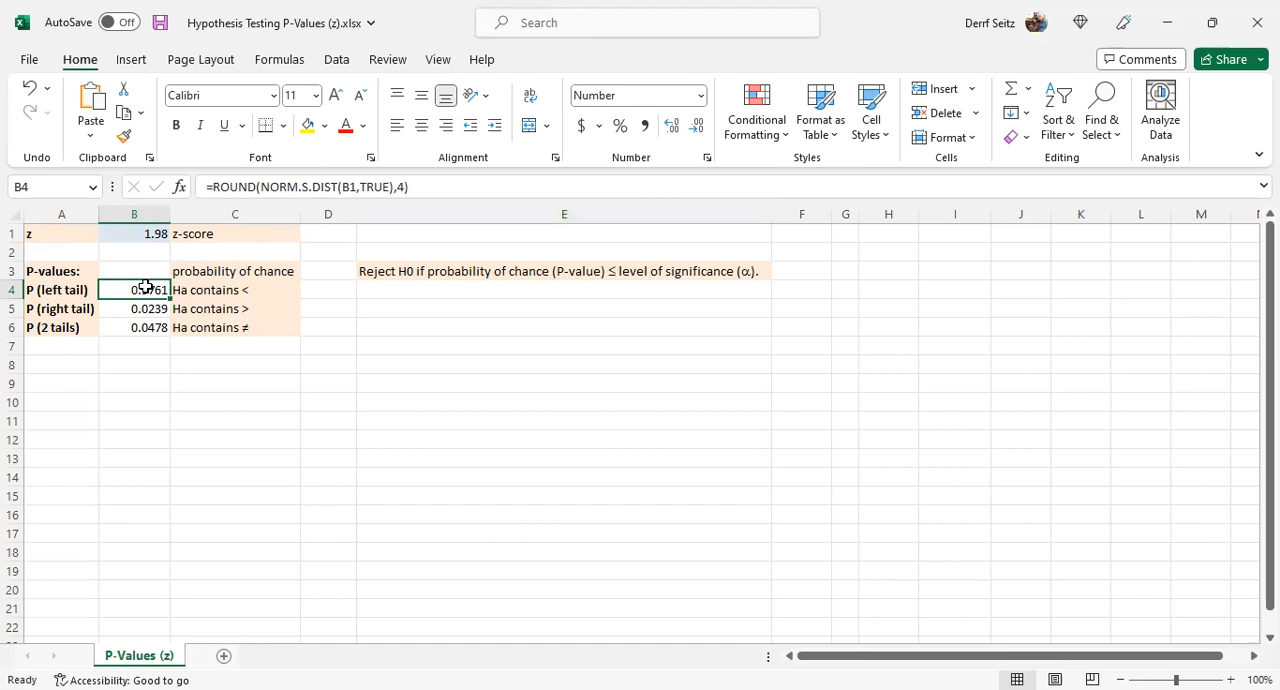 AutoSave Off Hypothesis Testing P-Values (z).xlsx Search Derrf Seitz
File Home Insert Page Layout Formulas Data Review View Help Comments Share
Undo
Paste
Clipboard
Calibri 11
B I U A
Font
Alignment
Number
$ % ,
Number
Conditional Formatting
Format as Table
Cell Styles
Styles
Insert
Delete
Format
Cells
Sort & Filter
Find & Select
Editing
Analyze Data
Analysis
B4 fx =ROUND(NORM.S.DIST(B1,TRUE),4)
A B C D E F G H I J K L M
1 z 1.98 z-score
2
3 P-values: probability of chance Reject H0 if probability of chance (P-value) ≤ level of significance (α).
4 P (left tail) Ha contains <
5 P (right tail) 0.0239 Ha contains >
6 P (2 tails) 0.0478 Ha contains ≠
7
8
9
10
11
12
13
14
15
16
17
18
19
20
21
22
P-Values (z)
Ready Accessibility: Good to go 100%